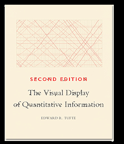 SECOND EDITION
The Visual Display
of Quantitative Information
EDWARD R. TUFTE